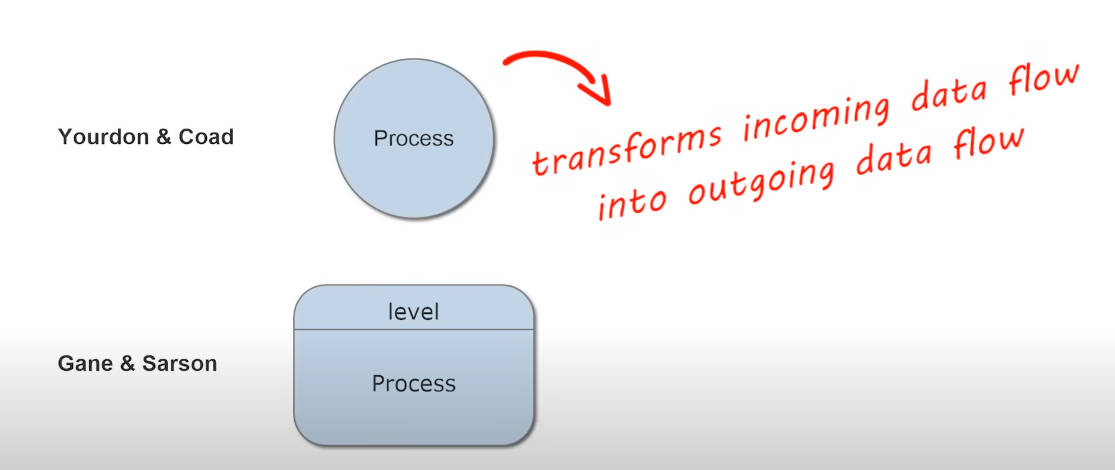 Yourdon & Coad
Process
transforms incoming data flow
into outgoing data flow
Gane & Sarson
level
Process